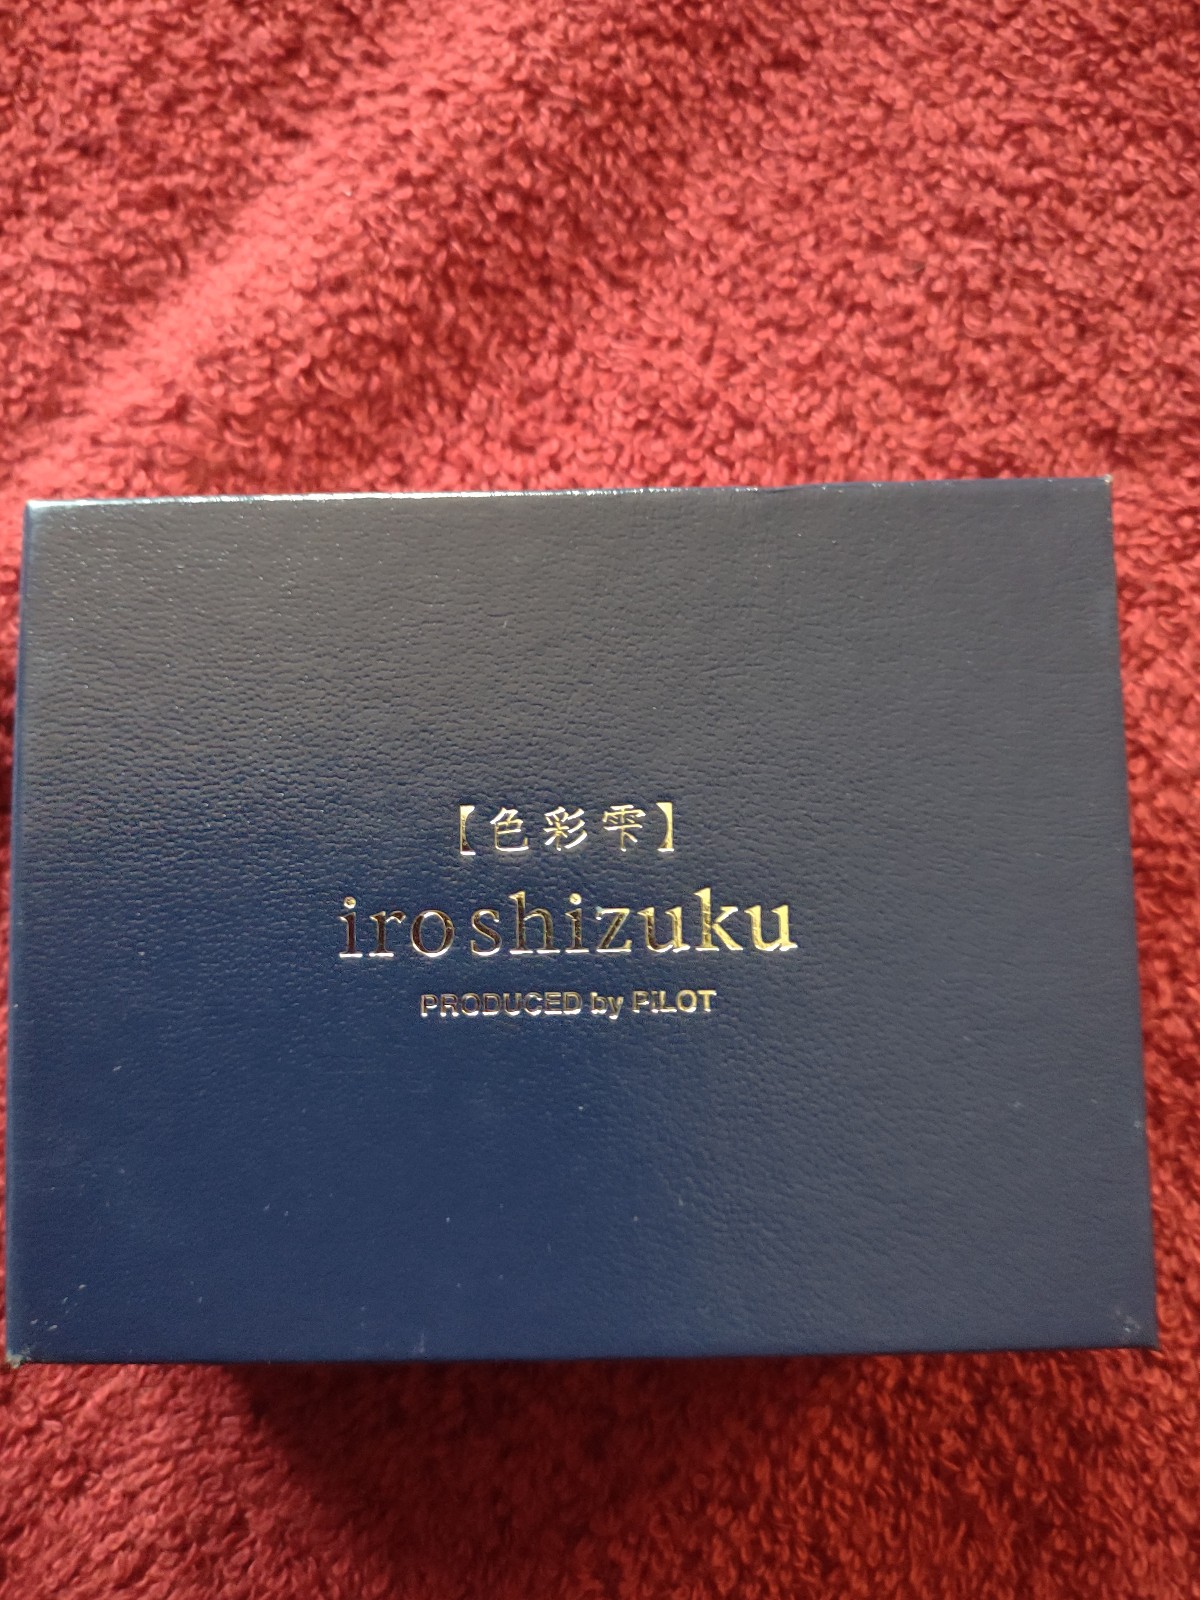 【色彩雫】
iroshizuku
PRODUCED by PILOT